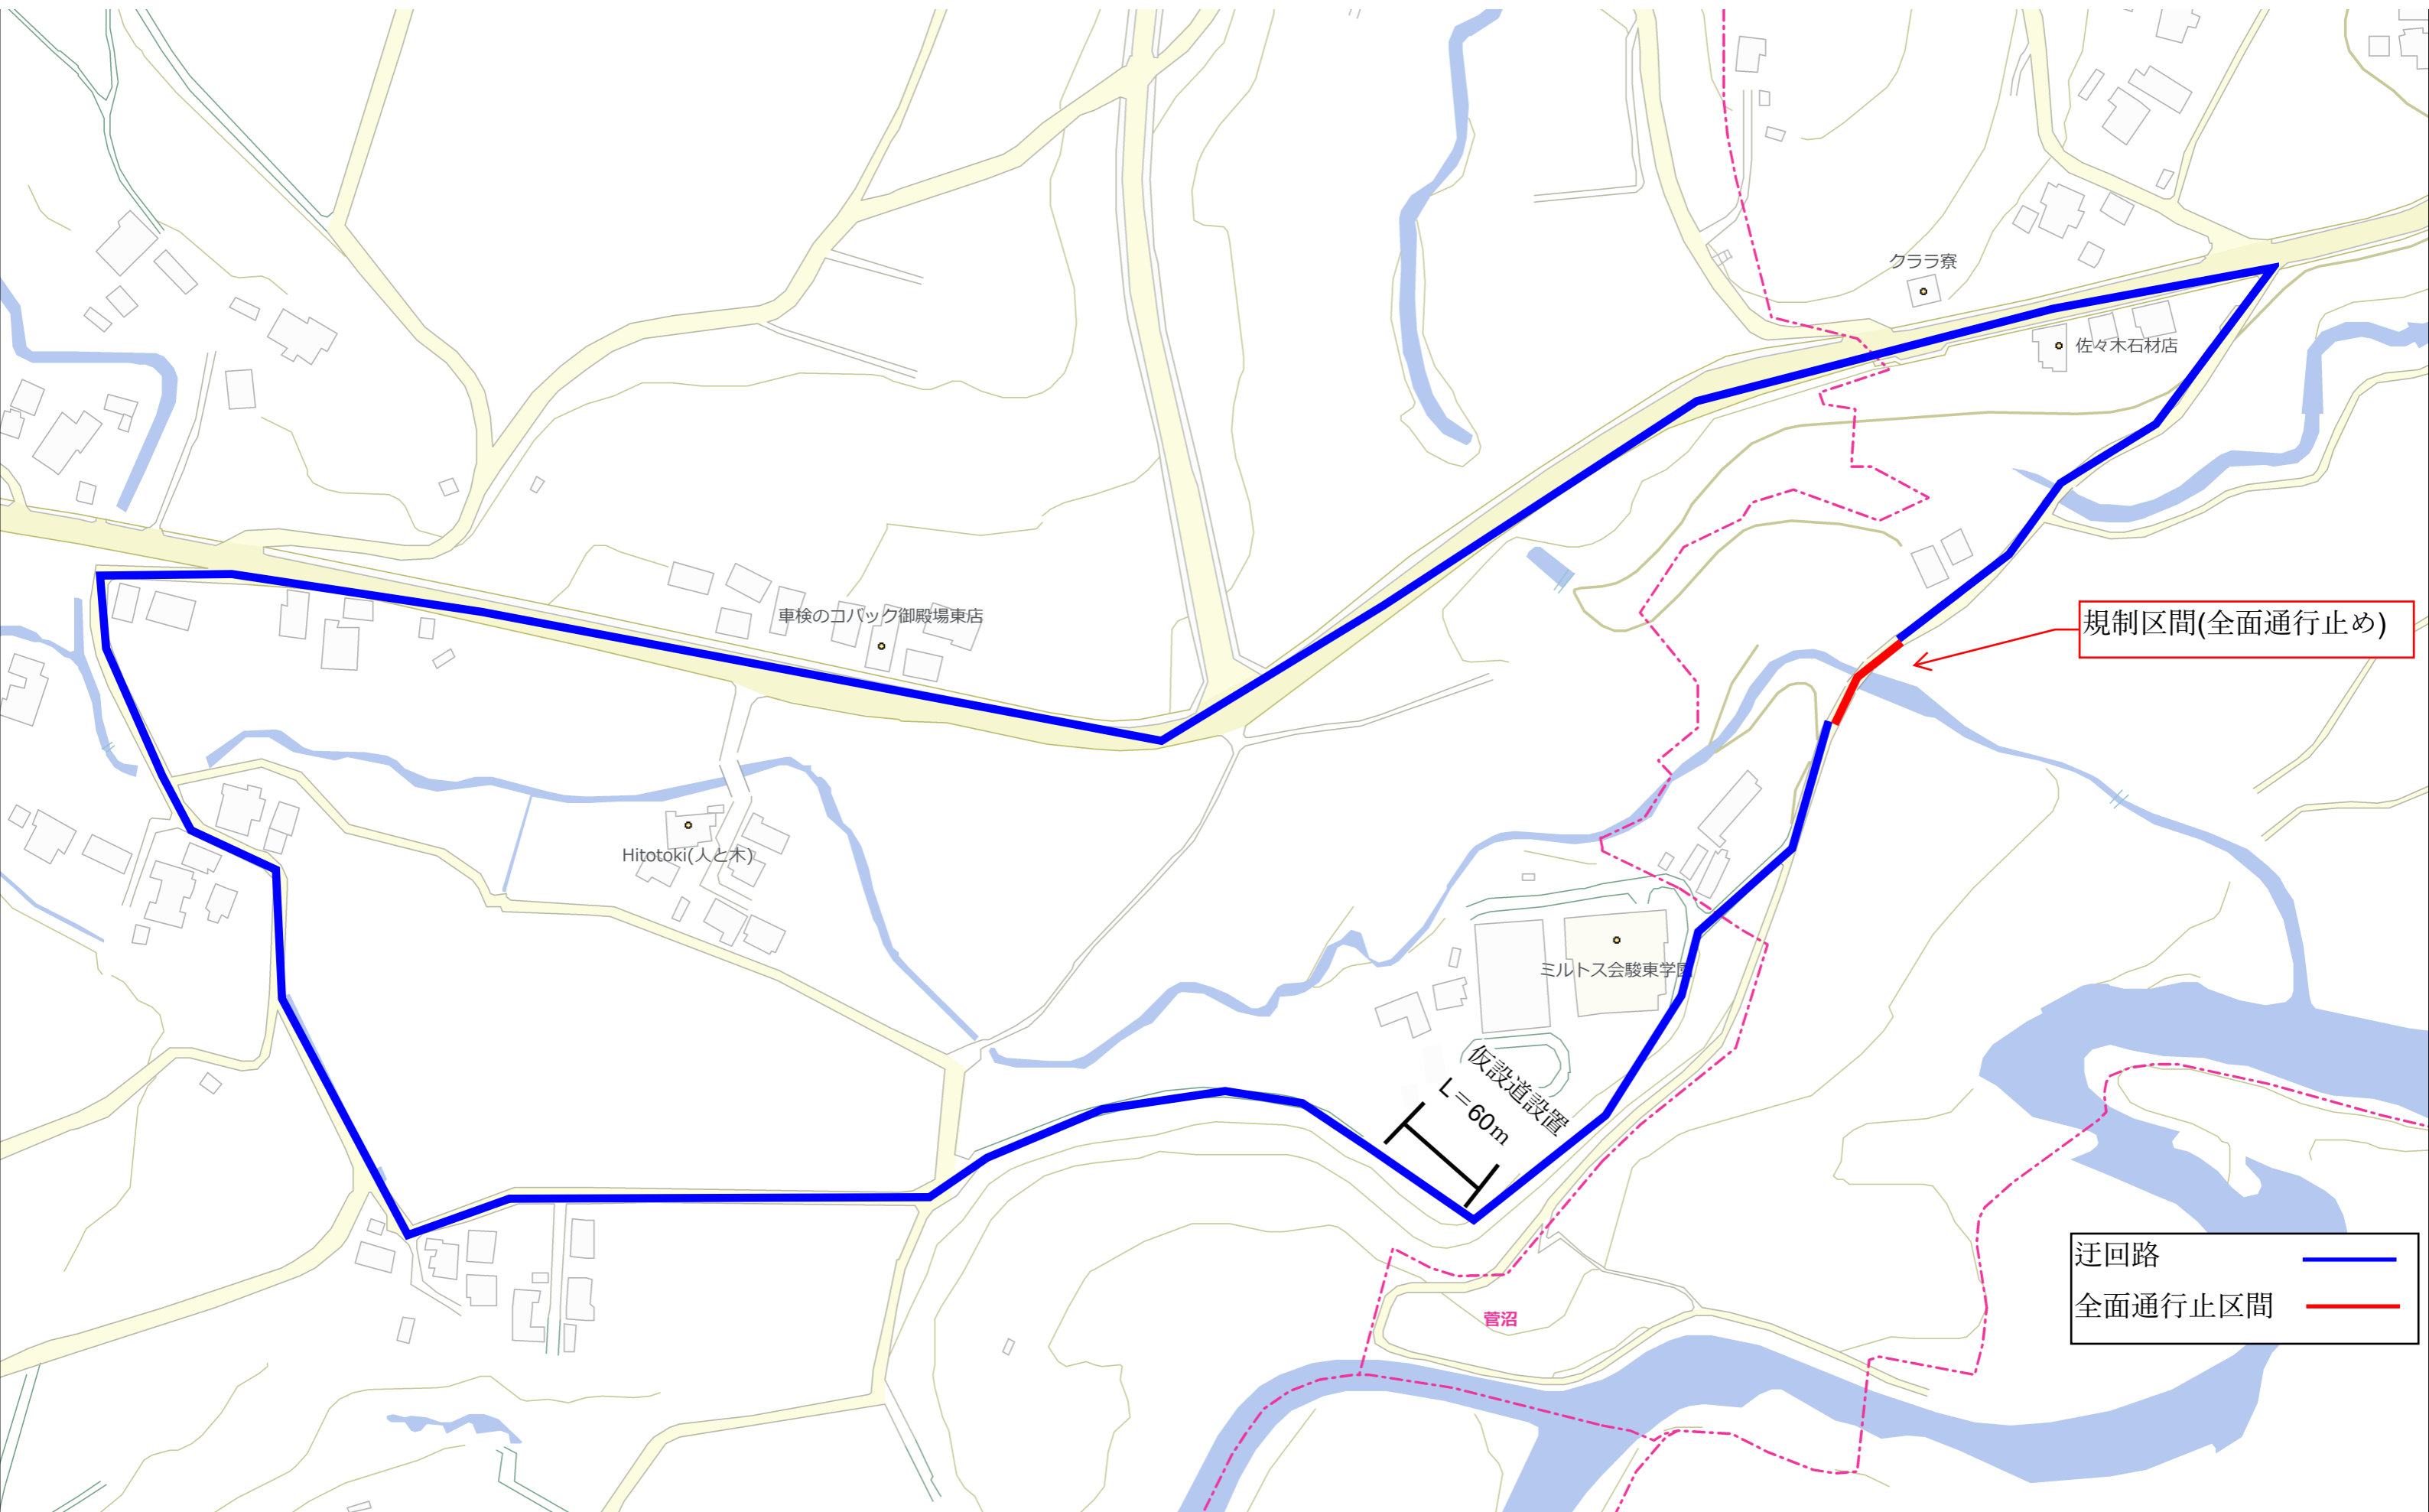 クララ寮
佐々木石材店
車検のコバック御殿場東店
規制区間(全面通行止め)
Hitotoki(人と木)
ミルトス会駿東学園
仮設道設置
L＝60m
菅沼
迂回路
全面通行止区間